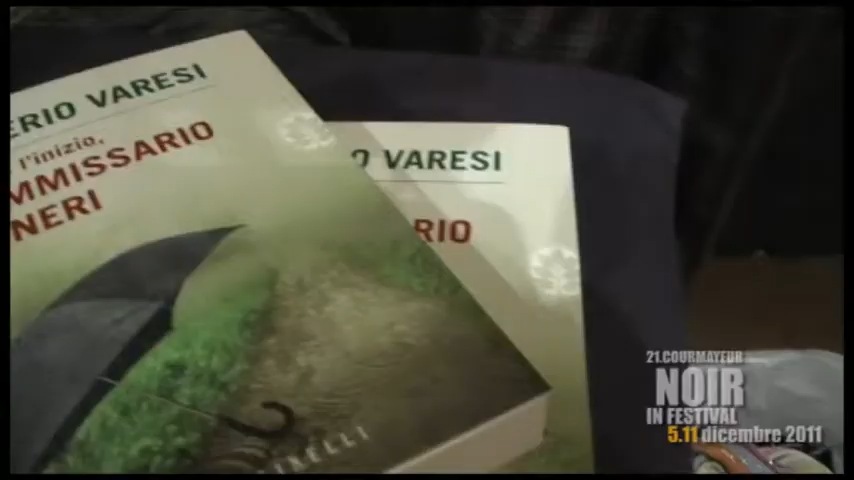 ERIO VARESI
l'inizio,
MMISSARIO
NERI
O VARESI
RIO
21.COURMAYEUR
NOIR
IN FESTIVAL
5.11 dicembre 2011